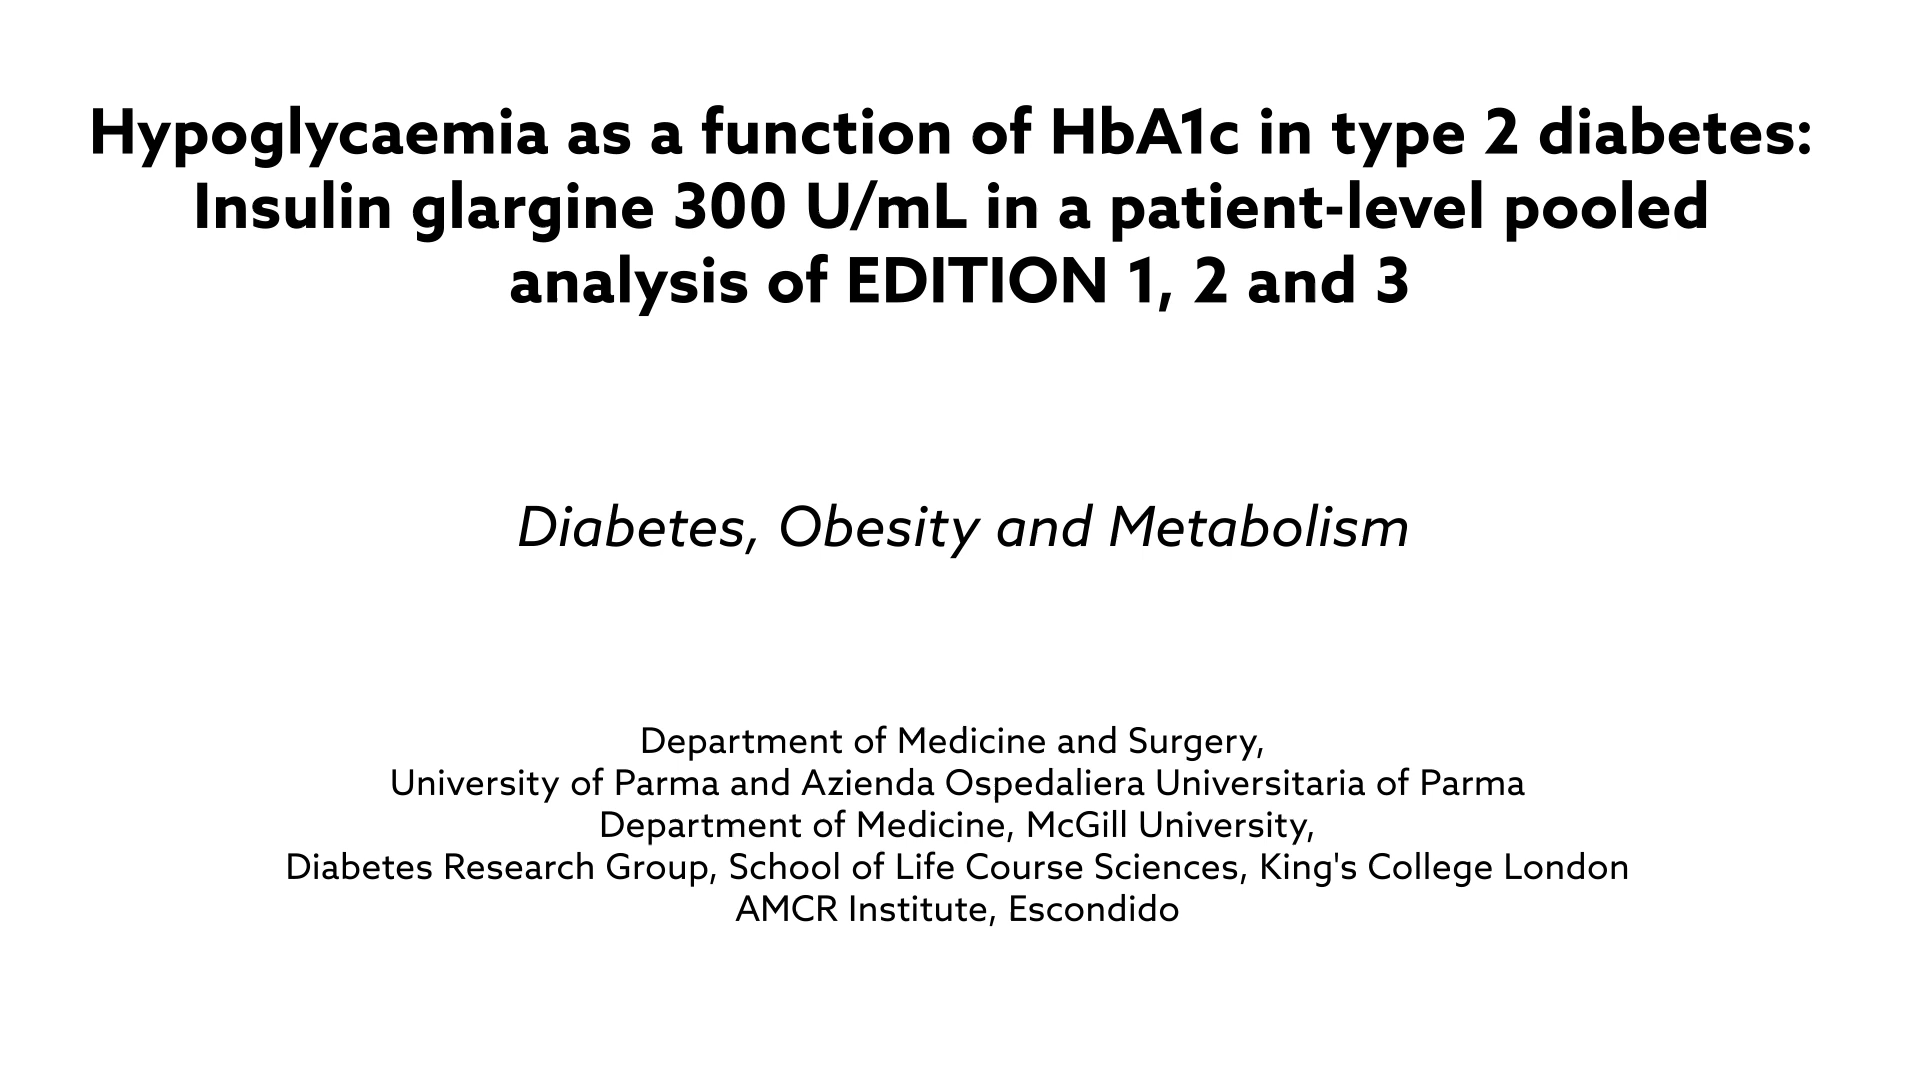 Hypoglycaemia as a function of HbA1c in type 2 diabetes:
Insulin glargine 300 U/mL in a patient-level pooled
analysis of EDITION 1, 2 and 3
Diabetes, Obesity and Metabolism
Department of Medicine and Surgery,
University of Parma and Azienda Ospedaliera Universitaria of Parma
Department of Medicine, McGill University,
Diabetes Research Group, School of Life Course Sciences, King's College London
AMCR Institute, Escondido